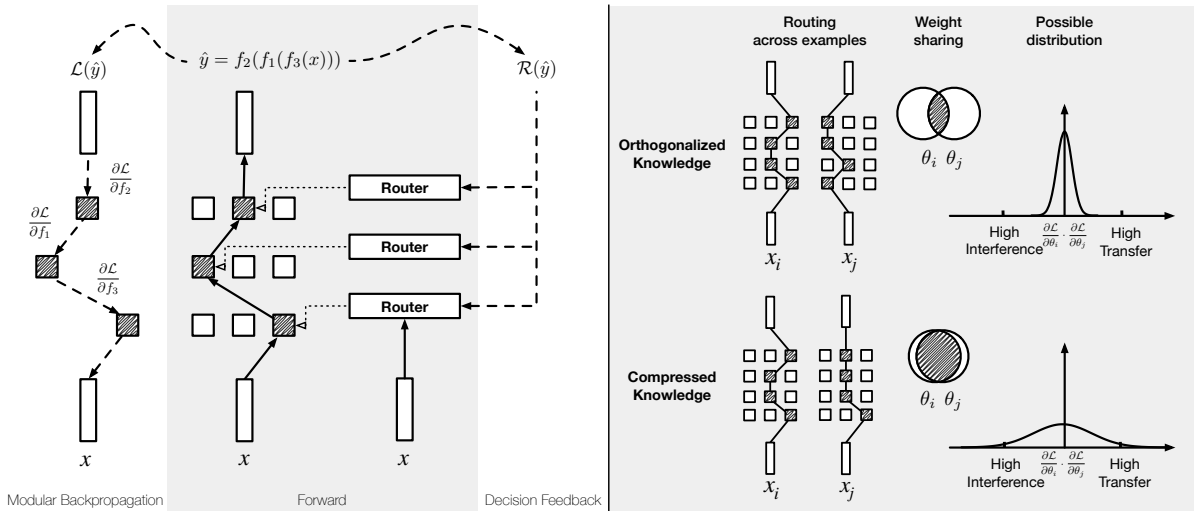 ŷ = f₂(f₁(f₃(x)))
ℒ(ŷ)
ℛ(ŷ)
∂ℒ/∂f₂
∂ℒ/∂f₁
∂ℒ/∂f₃
Router
Router
Router
x
x
x
Modular Backpropagation
Forward
Decision Feedback
Routing
across examples
Weight
sharing
Possible
distribution
Orthogonalized
Knowledge
θᵢ θⱼ
xᵢ
xⱼ
High
Interference
∂ℒ/∂θᵢ · ∂ℒ/∂θⱼ
High
Transfer
Compressed
Knowledge
θᵢ θⱼ
xᵢ
xⱼ
High
Interference
∂ℒ/∂θᵢ · ∂ℒ/∂θⱼ
High
Transfer